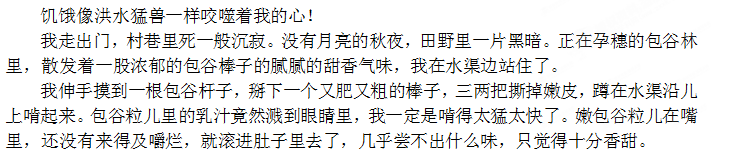 饥饿像洪水猛兽一样咬噬着我的心！
我走出门，村巷里死一般沉寂。没有月亮的秋夜，田野里一片黑暗。正在孕穗的包谷林
里，散发着一股浓郁的包谷棒子的腻腻的甜香气味，我在水渠边站住了。
我伸手摸到一根包谷杆子，掰下一个又肥又粗的棒子，三两把撕掉嫩皮，蹲在水渠沿儿
上啃起来。包谷粒儿里的乳汁竟然溅到眼睛里，我一定是啃得太猛太快了。嫩包谷粒儿在嘴
里，还没有来得及嚼烂，就滚进肚子里去了，几乎尝不出什么味，只觉得十分香甜。